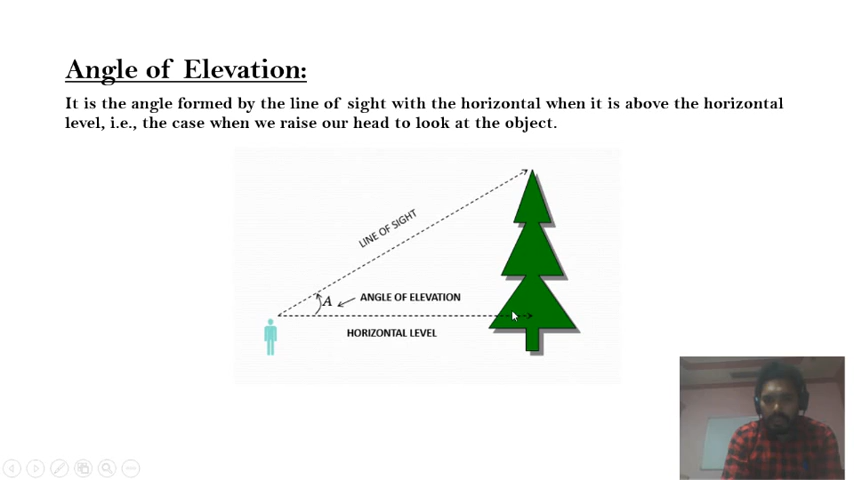 Angle of Elevation:
It is the angle formed by the line of sight with the horizontal when it is above the horizontal
level, i.e., the case when we raise our head to look at the object.
LINE OF SIGHT
A
ANGLE OF ELEVATION
HORIZONTAL LEVEL